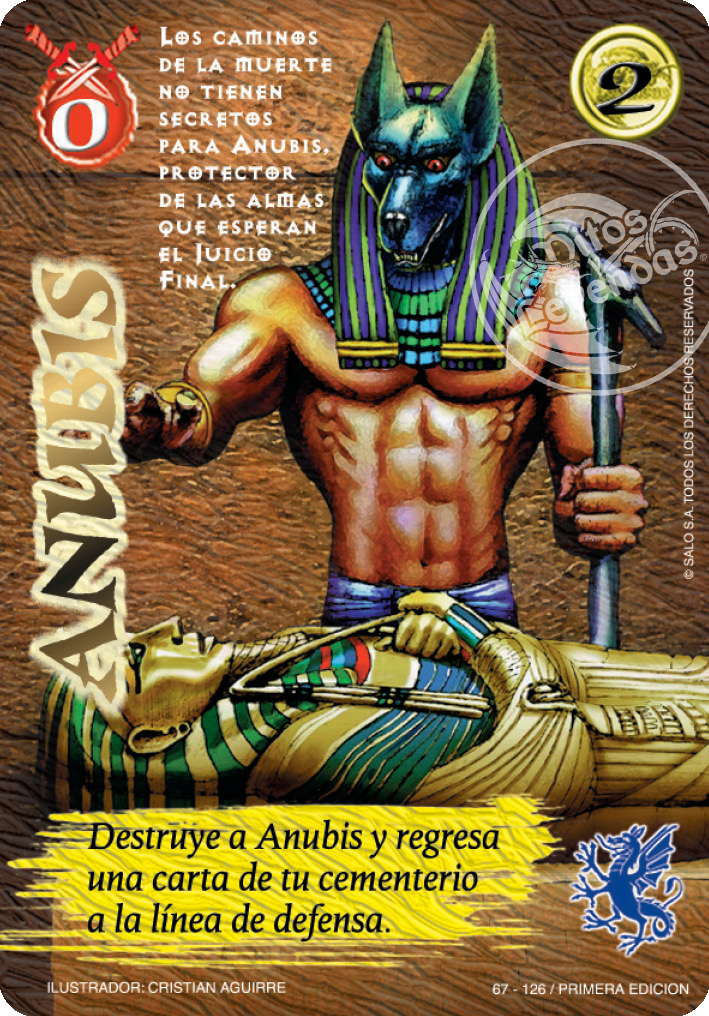 0
LOS CAMINOS
DE LA MUERTE
NO TIENEN
SECRETOS
PARA ANUBIS,
PROTECTOR
DE LAS ALMAS
QUE ESPERAN
EL JUICIO
FINAL.
2
Mitos
Leyendas
ANUBIS
© SALO S.A. TODOS LOS DERECHOS RESERVADOS
Destruye a Anubis y regresa
una carta de tu cementerio
a la línea de defensa.
ILUSTRADOR: CRISTIAN AGUIRRE
67 - 126 / PRIMERA EDICION